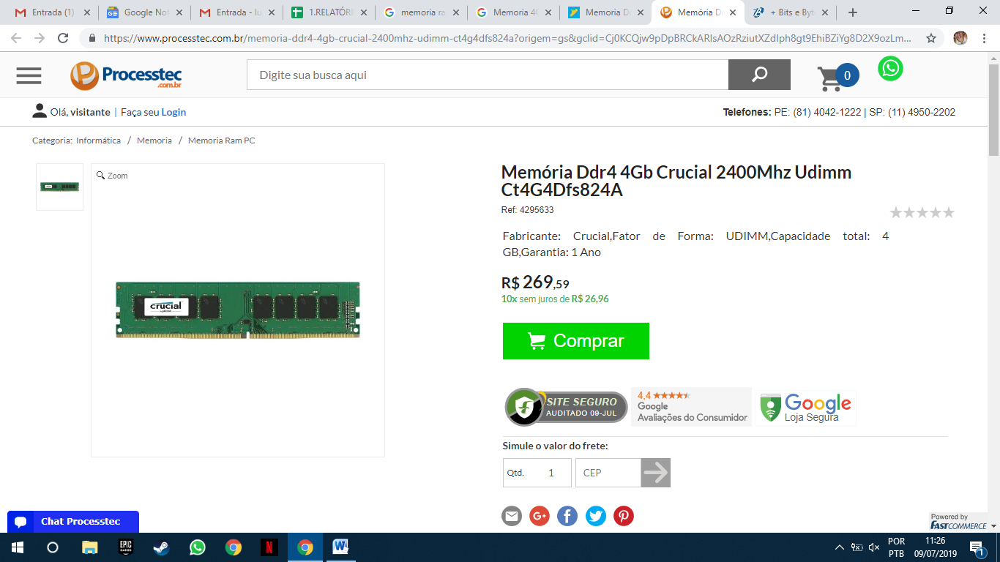 Entrada (1)
Google Not
Entrada - lu
1.RELATÓRI
memoria ra
Memoria 4G
Memoria D
Memória D
+ Bits e Byt
https://www.processtec.com.br/memoria-ddr4-4gb-crucial-2400mhz-udimm-ct4g4dfs824a?origem=gs&gclid=Cj0KCQjw9pDpBRCkARIsAOzRziutXZdIph8gt9EhiBZiYg8D2X9ozLm...
Processtec
.com.br
Digite sua busca aqui
0
Olá, visitante | Faça seu Login
Telefones: PE: (81) 4042-1222 | SP: (11) 4950-2202
Categoria: Informática / Memoria / Memoria Ram PC
Zoom
crucial
crucial
Memória Ddr4 4Gb Crucial 2400Mhz Udimm
Ct4G4Dfs824A
Ref: 4295633
Fabricante: Crucial,Fator de Forma: UDIMM,Capacidade total: 4
GB,Garantia: 1 Ano
R$ 269,59
10x sem juros de R$ 26,96
Comprar
SITE SEGURO
AUDITADO 09-JUL
4,4
Google
Avaliações do Consumidor
Google
Loja Segura
Simule o valor do frete:
Qtd. 1
CEP
Chat Processtec
Powered by
FASTCOMMERCE
EPIC
GAMES
POR
PTB
11:26
09/07/2019
1